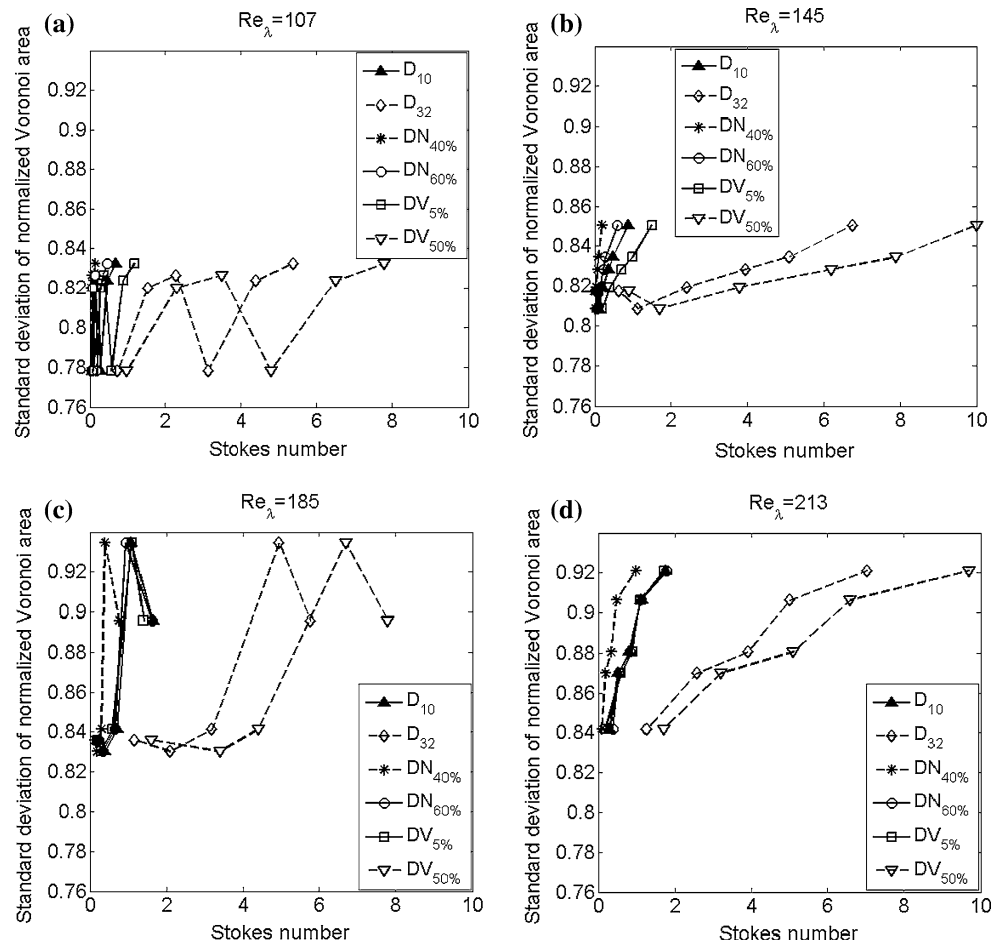 (a)
Re_λ=107
Standard deviation of normalized Voronoi area
0.92
0.9
0.88
0.86
0.84
0.82
0.8
0.78
0.76
0
2
4
6
8
10
Stokes number
D_10
D_32
DN_40%
DN_60%
DV_5%
DV_50%
(b)
Re_λ=145
Standard deviation of normalized Voronoi area
0.92
0.9
0.88
0.86
0.84
0.82
0.8
0.78
0.76
0
2
4
6
8
10
Stokes number
D_10
D_32
DN_40%
DN_60%
DV_5%
DV_50%
(c)
Re_λ=185
Standard deviation of normalized Voronoi area
0.92
0.9
0.88
0.86
0.84
0.82
0.8
0.78
0.76
0
2
4
6
8
10
Stokes number
D_10
D_32
DN_40%
DN_60%
DV_5%
DV_50%
(d)
Re_λ=213
Standard deviation of normalized Voronoi area
0.92
0.9
0.88
0.86
0.84
0.82
0.8
0.78
0.76
0
2
4
6
8
10
Stokes number
D_10
D_32
DN_40%
DN_60%
DV_5%
DV_50%